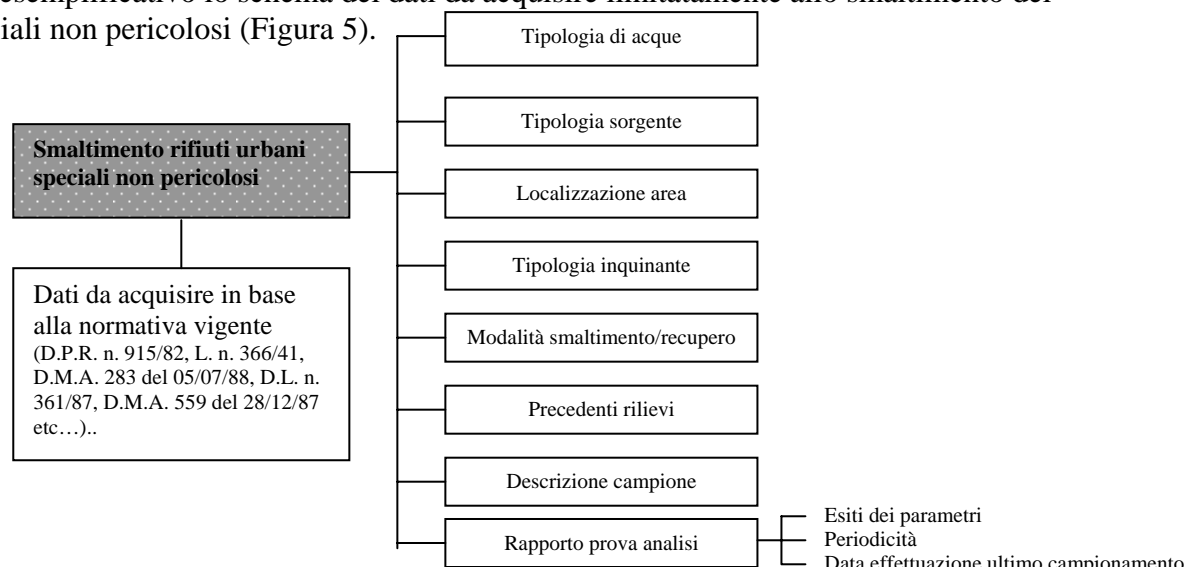 esemplificativo lo schema dei dati da acquisire limitatamente allo smaltimento dei
iali non pericolosi (Figura 5).
Tipologia di acque
Tipologia sorgente
Smaltimento rifiuti urbani
speciali non pericolosi
Localizzazione area
Tipologia inquinante
Dati da acquisire in base
alla normativa vigente
(D.P.R. n. 915/82, L. n. 366/41,
D.M.A. 283 del 05/07/88, D.L. n.
361/87, D.M.A. 559 del 28/12/87
etc…)..
Modalità smaltimento/recupero
Precedenti rilievi
Descrizione campione
Rapporto prova analisi
Esiti dei parametri
Periodicità
Data effettuazione ultimo campionamento